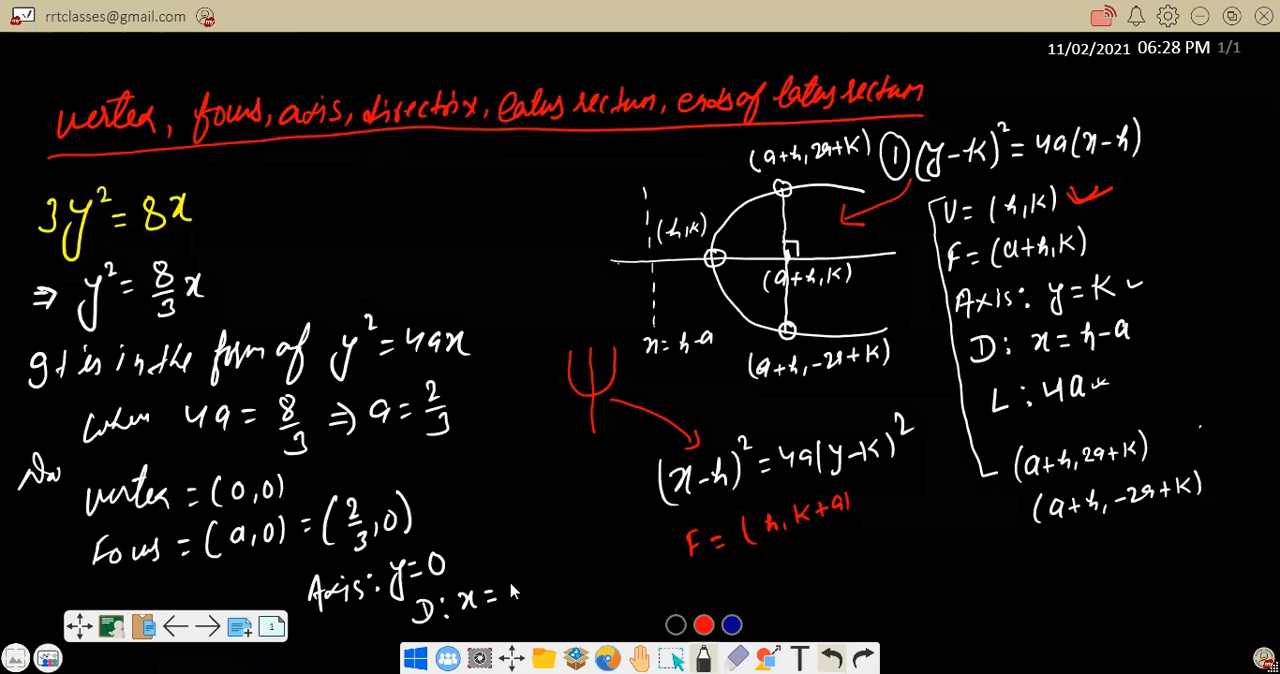 rrtclasses@gmail.com
11/02/2021 06:28 PM 1/1
vertex, focus, axis, directrix, latus rectum, ends of latus rectum
3y² = 8x
⇒ y² = 8/3 x
It is in the form of y² = 4ax
when 4a = 8/3 ⇒ a = 2/3
Now
vertex = (0,0)
Focus = (a,0) = (2/3, 0)
Axis: y=0
D: x =
(a+h, 2a+k)
(h,k)
(a+h, k)
x = h-a
(a+h, -2a+k)
(x-h)² = 4a(y-k)²
F = (h, k+a)
① (y-k)² = 4a(x-h)
V = (h,k)
F = (a+h, k)
Axis: y = k
D: x = h-a
L: 4a
(a+h, 2a+k)
(a+h, -2a+k)
1
T